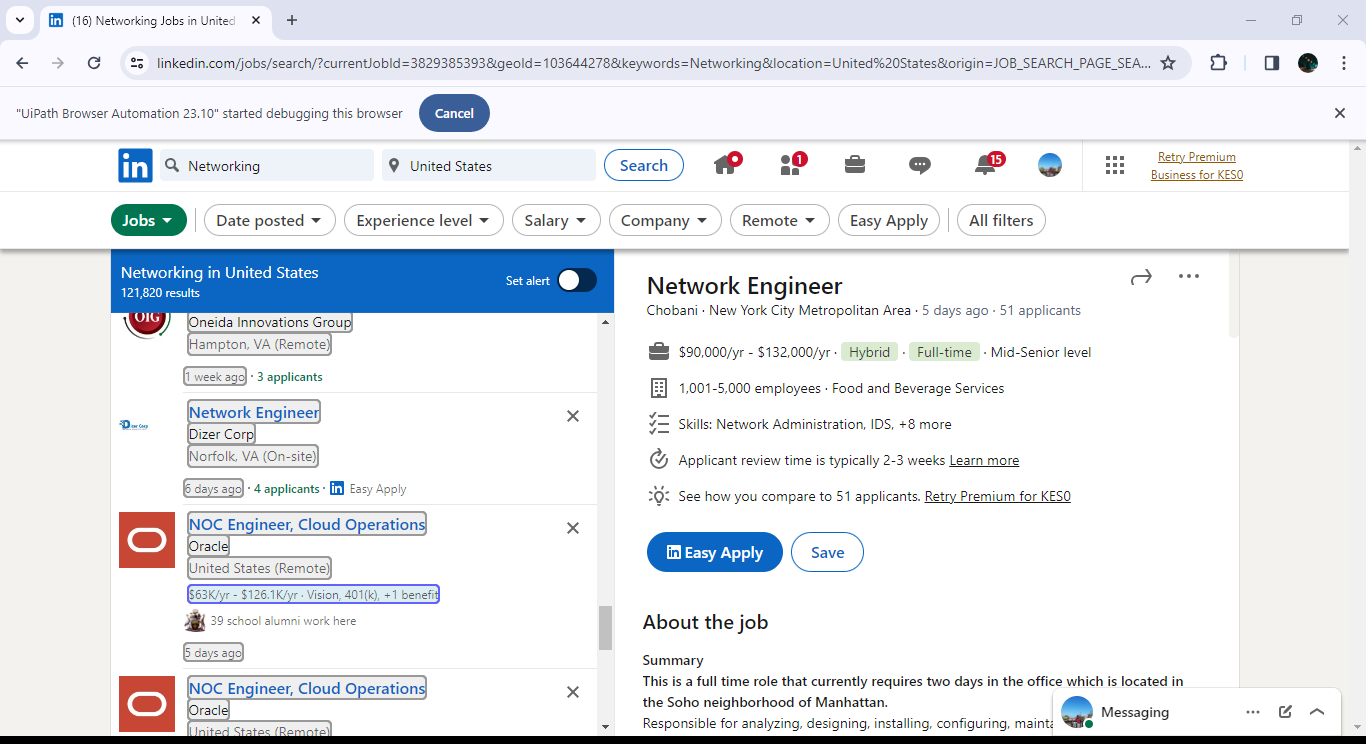 (16) Networking Jobs in United
linkedin.com/jobs/search/?currentJobId=3829385393&geoId=103644278&keywords=Networking&location=United%20States&origin=JOB_SEARCH_PAGE_SEA...
"UiPath Browser Automation 23.10" started debugging this browser
Cancel
in
Networking
United States
Search
1
15
Retry Premium
Business for KES0
Jobs
Date posted
Experience level
Salary
Company
Remote
Easy Apply
All filters
Networking in United States
121,820 results
Set alert
OIG
Oneida Innovations Group
Hampton, VA (Remote)
1 week ago · 3 applicants
Network Engineer
Dizer Corp
Dizer Corp
Norfolk, VA (On-site)
6 days ago · 4 applicants · in Easy Apply
NOC Engineer, Cloud Operations
Oracle
United States (Remote)
$63K/yr - $126.1K/yr · Vision, 401(k), +1 benefit
39 school alumni work here
5 days ago
NOC Engineer, Cloud Operations
Oracle
United States (Remote)
Network Engineer
Chobani · New York City Metropolitan Area · 5 days ago · 51 applicants
$90,000/yr - $132,000/yr · Hybrid · Full-time · Mid-Senior level
1,001-5,000 employees · Food and Beverage Services
Skills: Network Administration, IDS, +8 more
Applicant review time is typically 2-3 weeks Learn more
See how you compare to 51 applicants. Retry Premium for KES0
in Easy Apply
Save
About the job
Summary
This is a full time role that currently requires two days in the office which is located in
the Soho neighborhood of Manhattan.
Responsible for analyzing, designing, installing, configuring, mainta
Messaging